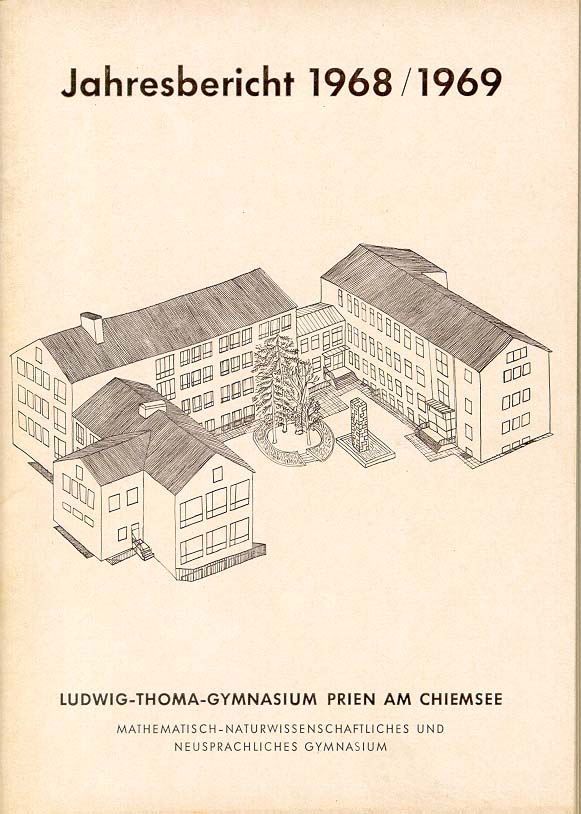 Jahresbericht 1968/1969
LUDWIG-THOMA-GYMNASIUM PRIEN AM CHIEMSEE
MATHEMATISCH-NATURWISSENSCHAFTLICHES UND
NEUSPRACHLICHES GYMNASIUM